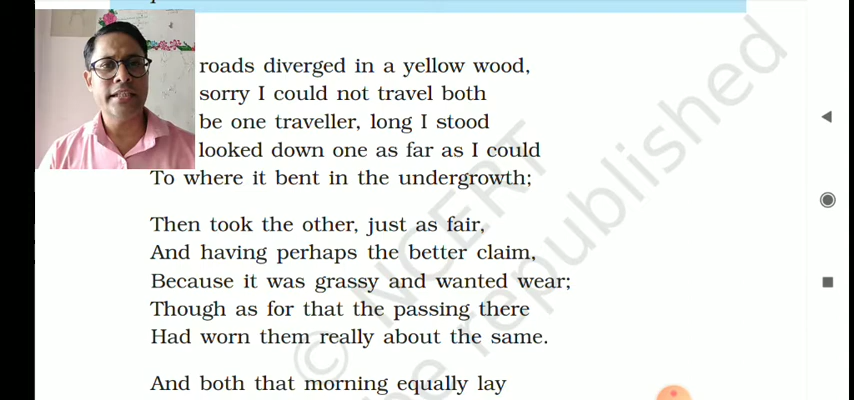 roads diverged in a yellow wood,
sorry I could not travel both
be one traveller, long I stood
looked down one as far as I could
To where it bent in the undergrowth;
Then took the other, just as fair,
And having perhaps the better claim,
Because it was grassy and wanted wear;
Though as for that the passing there
Had worn them really about the same.
And both that morning equally lay
© NCERT
be republished